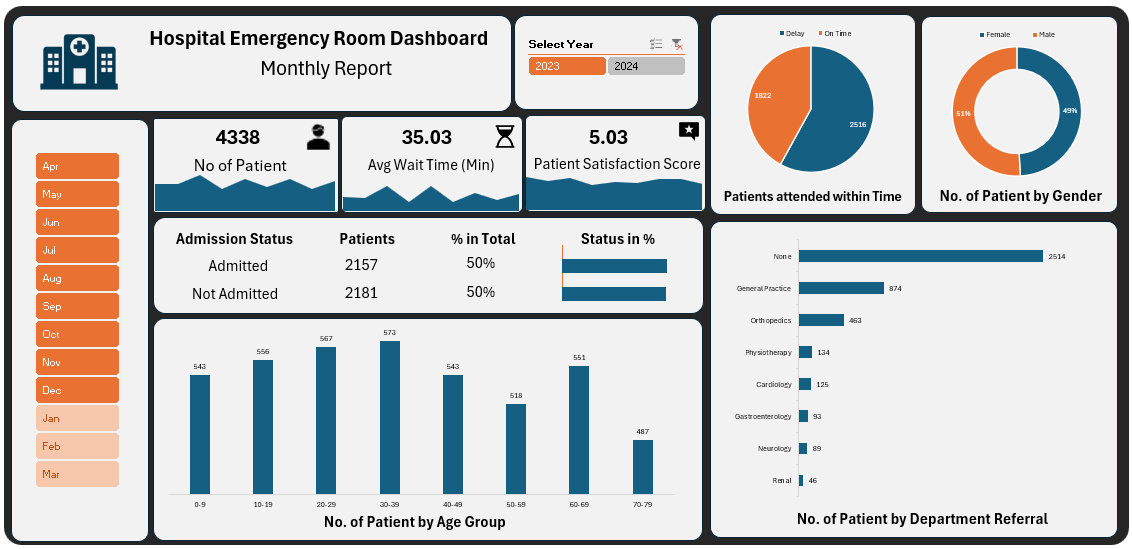 Hospital Emergency Room Dashboard
Monthly Report
Select Year
2023
2024
Apr
May
Jun
Jul
Aug
Sep
Oct
Nov
Dec
Jan
Feb
Mar
4338
No of Patient
35.03
Avg Wait Time (Min)
5.03
Patient Satisfaction Score
Admission Status Patients % in Total Status in %
Admitted 2157 50%
Not Admitted 2181 50%
543 556 567 573 543 518 551 487
0-9 10-19 20-29 30-39 40-49 50-59 60-69 70-79
No. of Patient by Age Group
Delay On Time
1822
2516
Patients attended within Time
Female Male
51% 49%
No. of Patient by Gender
None 2514
General Practice 874
Orthopedics 463
Physiotherapy 134
Cardiology 125
Gastroenterology 93
Neurology 89
Renal 46
No. of Patient by Department Referral